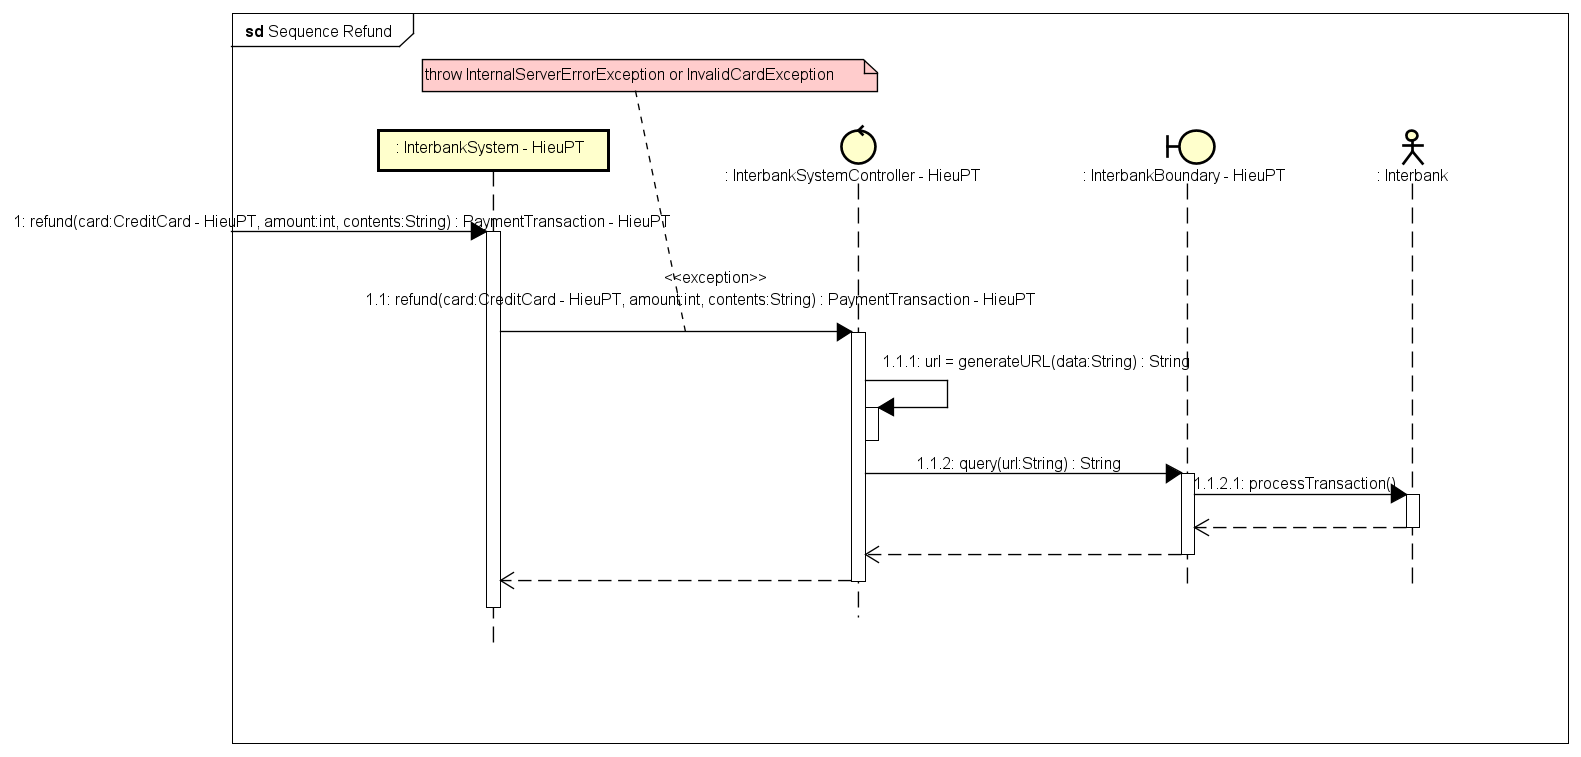 sd Sequence Refund
throw InternalServerErrorException or InvalidCardException
: InterbankSystem - HieuPT
: InterbankSystemController - HieuPT
: InterbankBoundary - HieuPT
: Interbank
1: refund(card:CreditCard - HieuPT, amount:int, contents:String) : PaymentTransaction - HieuPT
<<exception>>
1.1: refund(card:CreditCard - HieuPT, amount:int, contents:String) : PaymentTransaction - HieuPT
1.1.1: url = generateURL(data:String) : String
1.1.2: query(url:String) : String
1.1.2.1: processTransaction()